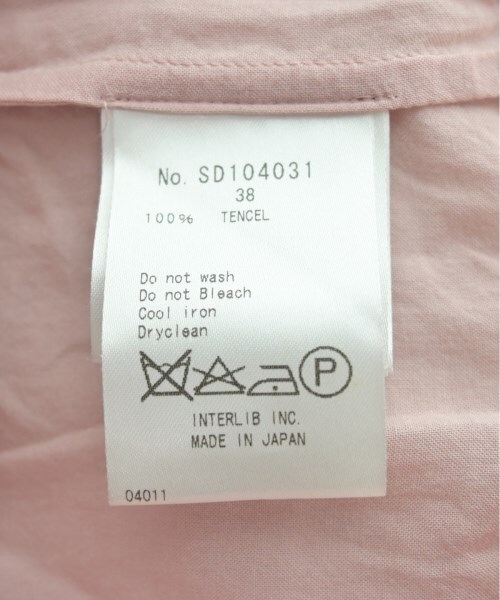 No. SD104031
38
100% TENCEL
Do not wash
Do not Bleach
Cool iron
Dryclean
P
INTERLIB INC.
MADE IN JAPAN
04011